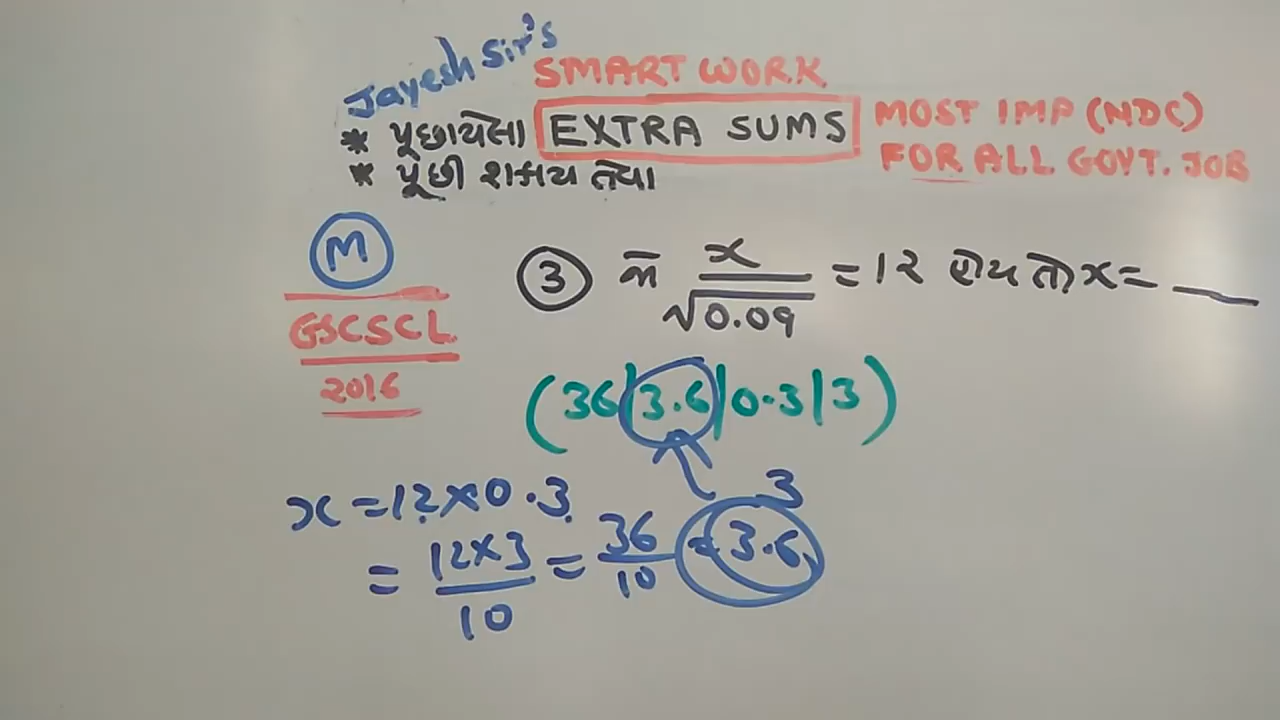 Jayesh Sir's
SMART WORK
* પૂછાયેલા EXTRA SUMS
* પૂછી શકાય તેવા
MOST IMP (NDC)
FOR ALL GOVT. JOB
M
GSCSCL
2016
③ જો x/√0.09 = 12 હોય તો x = __
(36|3.6|0.3|3)
x = 12 × 0.3
= 12×3/10 = 36/10 = 3.6
3